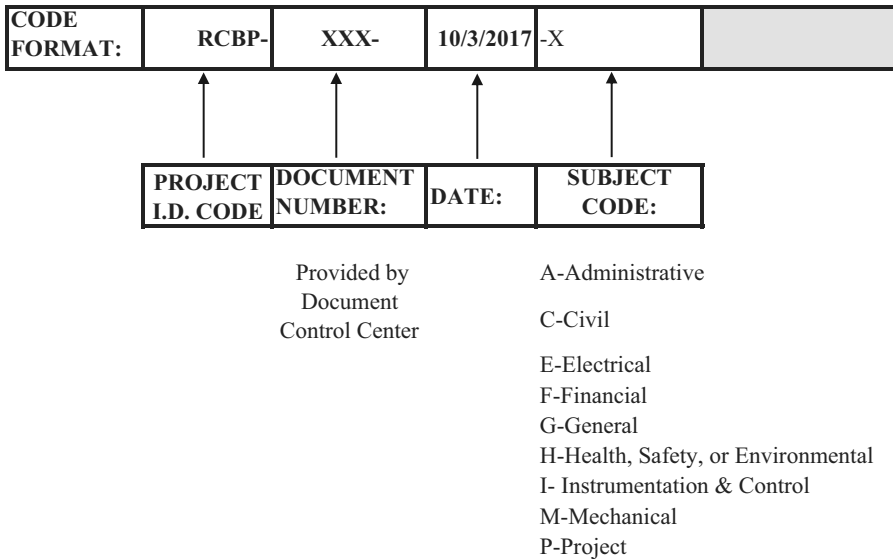 CODE FORMAT: RCBP- XXX- 10/3/2017 -X
PROJECT I.D. CODE DOCUMENT NUMBER: DATE: SUBJECT CODE:
Provided by
Document
Control Center
A-Administrative
C-Civil
E-Electrical
F-Financial
G-General
H-Health, Safety, or Environmental
I- Instrumentation & Control
M-Mechanical
P-Project